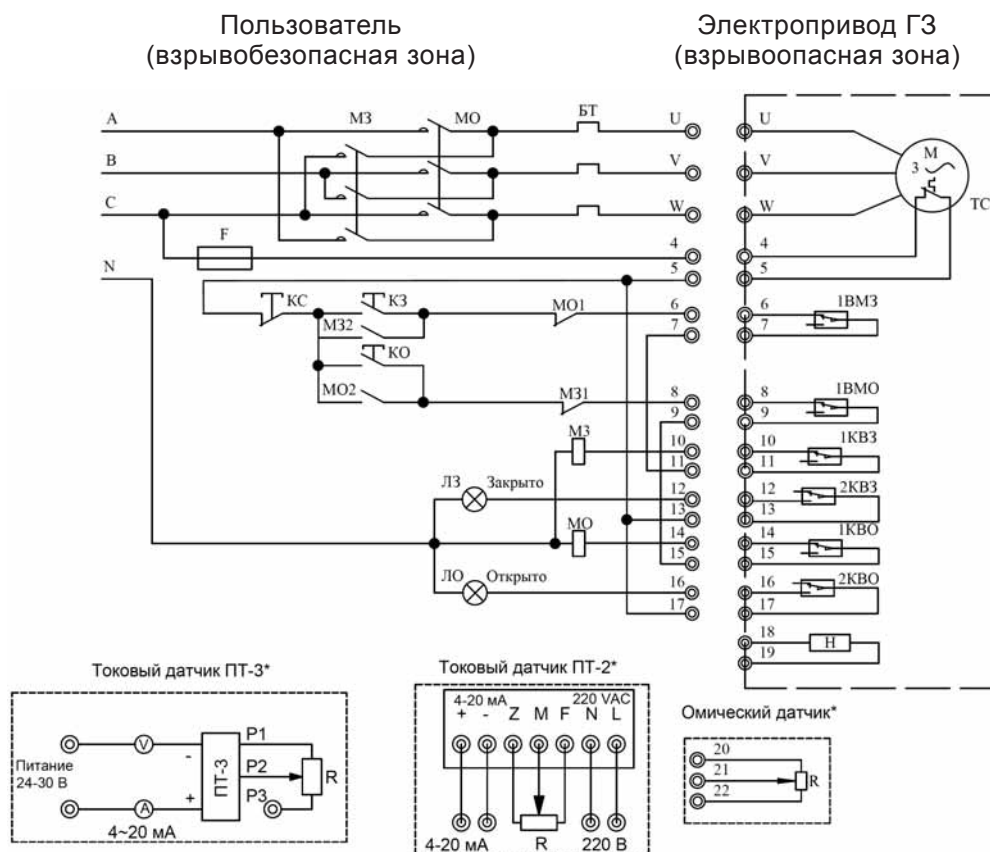 Пользователь
(взрывобезопасная зона)
Электропривод ГЗ
(взрывоопасная зона)
A МЗ МО БТ U U
B V V М 3
C W W ТС
F 4 4
N 5 5
КС КЗ МО1 6 6 1ВМЗ
МЗ2 7 7
КО
МО2 МЗ1 8 8 1ВМО
9 9
МЗ 10 10 1КВЗ
11 11
ЛЗ Закрыто 12 12 2КВЗ
13 13
МО 14 14 1КВО
15 15
ЛО Открыто 16 16 2КВО
17 17
18 Н
19
Токовый датчик ПТ-3*
Питание
24-30 В
V
A
-
+
4~20 мА
ПТ-3
P1
P2
P3
R
Токовый датчик ПТ-2*
4-20 мА 220 VAC
+ - Z M F N L
4-20 мА R 220 В
Омический датчик*
20
21 R
22